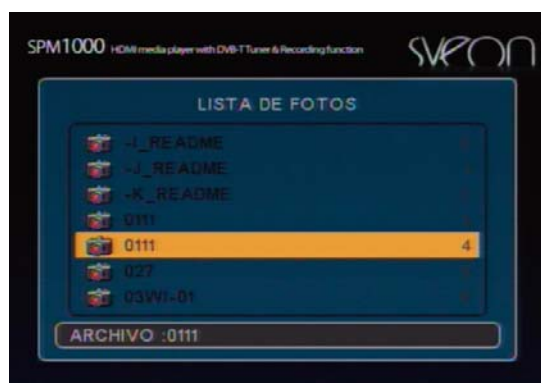 SPM1000 HDMI media player with DVB-T Tuner & Recording function
sveon
LISTA DE FOTOS
-I_README
-J_README
-K_README
0111
0111 4
027
03WI-01
ARCHIVO :0111